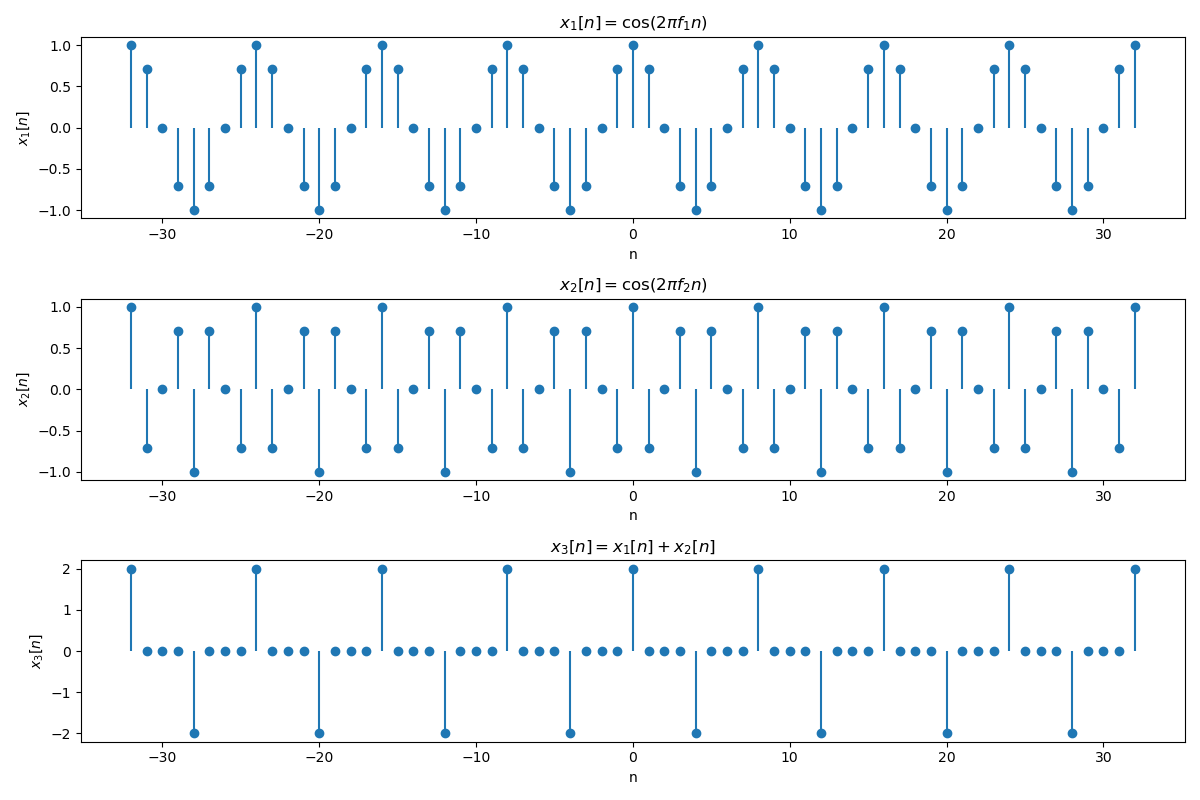 x₁[n] = cos(2πf₁n)
1.0
0.5
0.0
−0.5
−1.0
x₁[n]
−30 −20 −10 0 10 20 30
n
x₂[n] = cos(2πf₂n)
1.0
0.5
0.0
−0.5
−1.0
x₂[n]
−30 −20 −10 0 10 20 30
n
x₃[n] = x₁[n] + x₂[n]
2
1
0
−1
−2
x₃[n]
−30 −20 −10 0 10 20 30
n